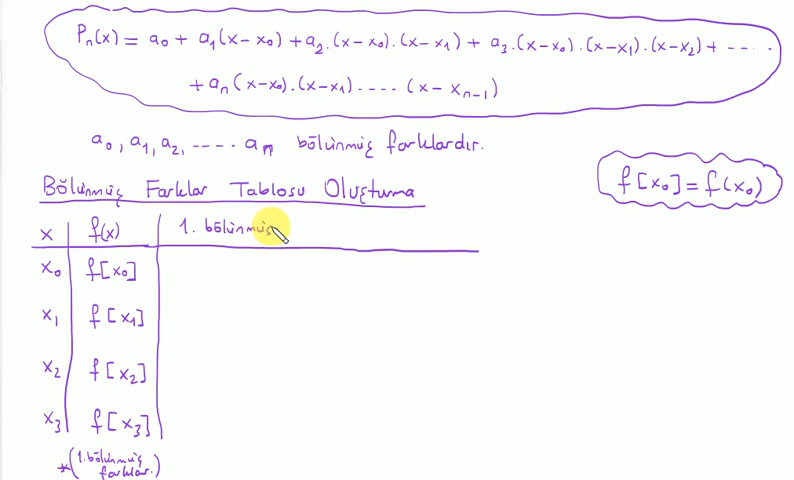 Pn(x) = a₀ + a₁(x-x₀) + a₂.(x-x₀).(x-x₁) + a₃.(x-x₀).(x-x₁).(x-x₂) + ----
+ an(x-x₀).(x-x₁) .... (x-xn-1)
a₀, a₁, a₂, ---- an bölünmüş farklardır.
f[x₀] = f(x₀)
Bölünmüş Farklar Tablosu Oluştuma
x f(x) 1. bölünmüş
x₀ f[x₀]
x₁ f[x₁]
x₂ f[x₂]
x₃ f[x₃]
*(1.bölünmüş
farklar.)